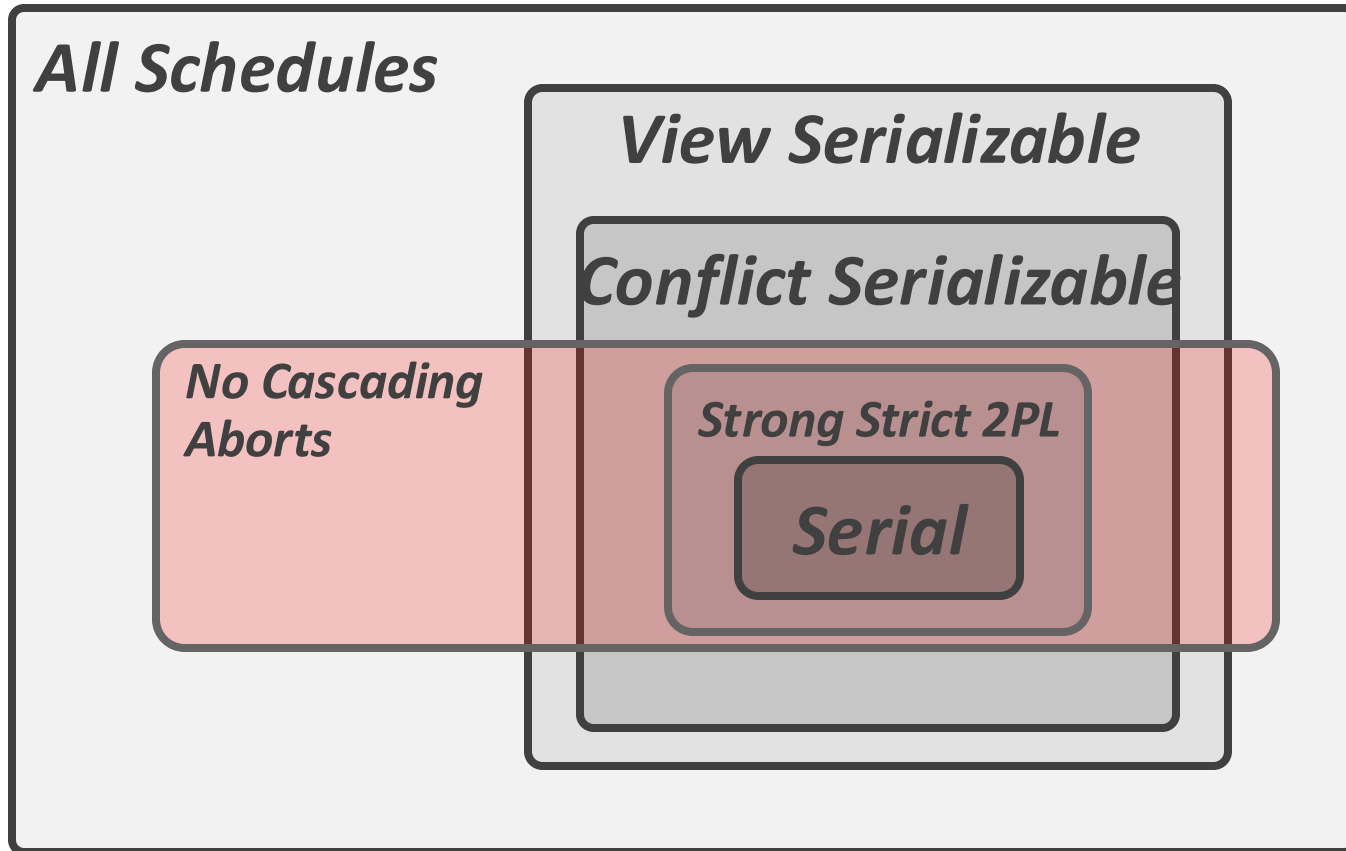 All Schedules
View Serializable
Conflict Serializable
No Cascading
Aborts
Strong Strict 2PL
Serial